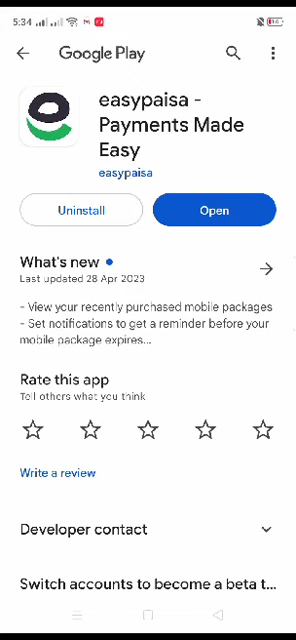 5:34
Google Play
easypaisa -
Payments Made
Easy
easypaisa
Uninstall
Open
What's new
Last updated 28 Apr 2023
- View your recently purchased mobile packages
- Set notifications to get a reminder before your
mobile package expires...
Rate this app
Tell others what you think
Write a review
Developer contact
Switch accounts to become a beta t...